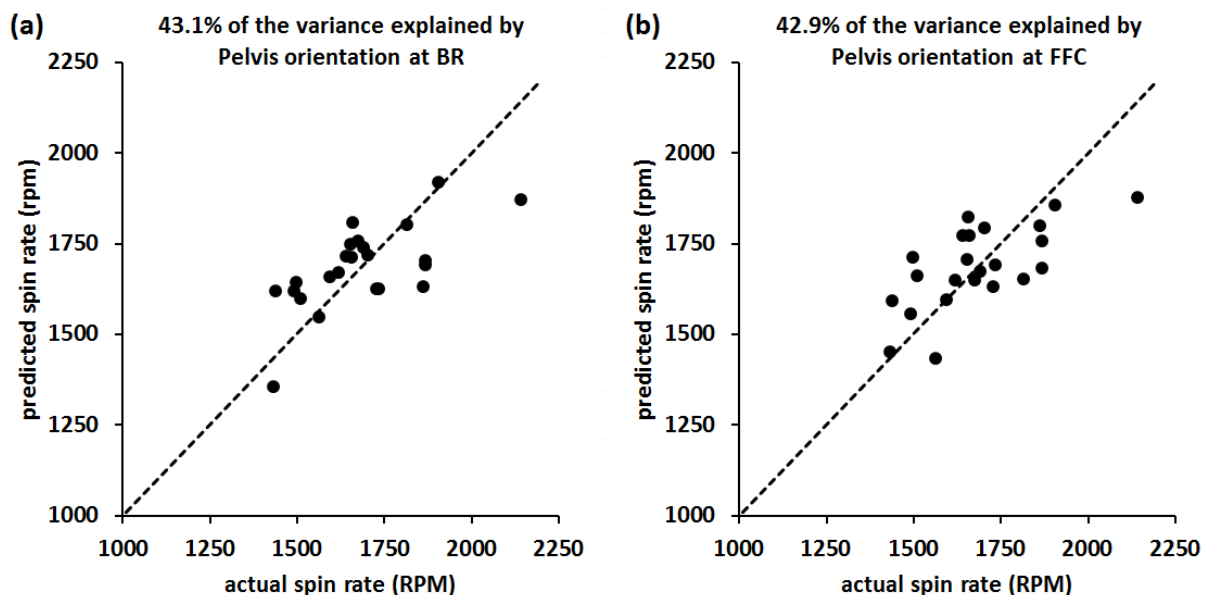 (a)
43.1% of the variance explained by
Pelvis orientation at BR
2250
2000
1750
1500
1250
1000
predicted spin rate (rpm)
1000 1250 1500 1750 2000 2250
actual spin rate (RPM)
(b)
42.9% of the variance explained by
Pelvis orientation at FFC
2250
2000
1750
1500
1250
1000
predicted spin rate (rpm)
1000 1250 1500 1750 2000 2250
actual spin rate (RPM)